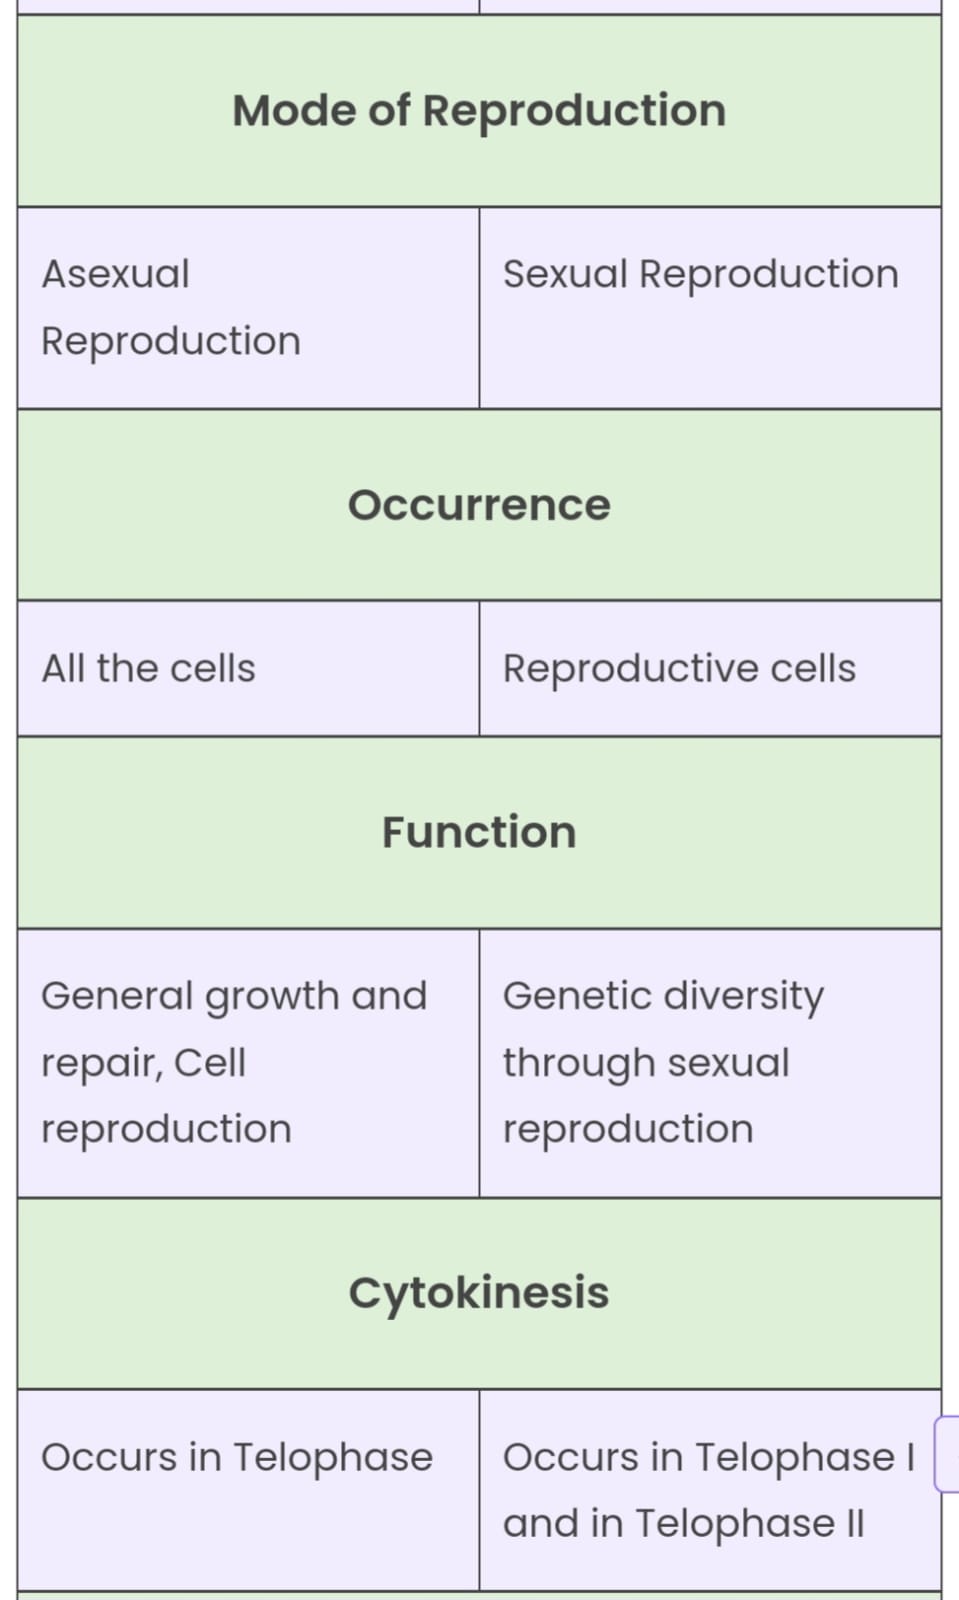 Mode of Reproduction
Asexual
Reproduction
Sexual Reproduction
Occurrence
All the cells
Reproductive cells
Function
General growth and
repair, Cell
reproduction
Genetic diversity
through sexual
reproduction
Cytokinesis
Occurs in Telophase
Occurs in Telophase I
and in Telophase II